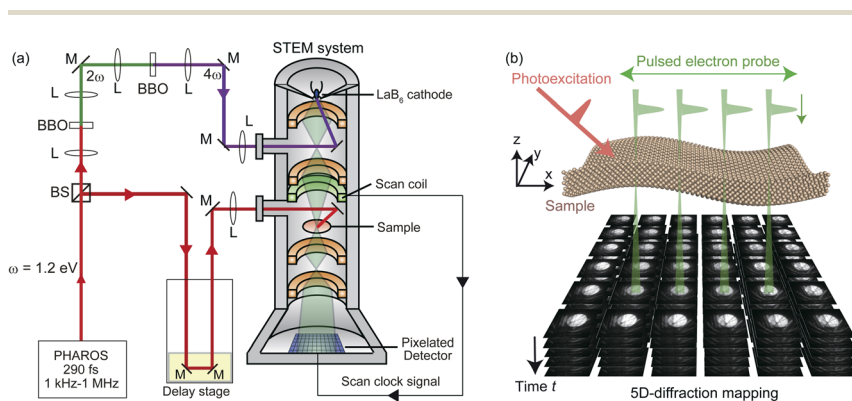 (a)
M
2ω
L
BBO
L
4ω
M
L
BBO
L
BS
M
L
M
L
ω = 1.2 eV
PHAROS
290 fs
1 kHz-1 MHz
M
M
Delay stage
STEM system
LaB₆ cathode
Scan coil
Sample
Pixelated
Detector
Scan clock signal
(b)
Pulsed electron probe
Photoexcitation
z
y
x
Sample
Time t
5D-diffraction mapping